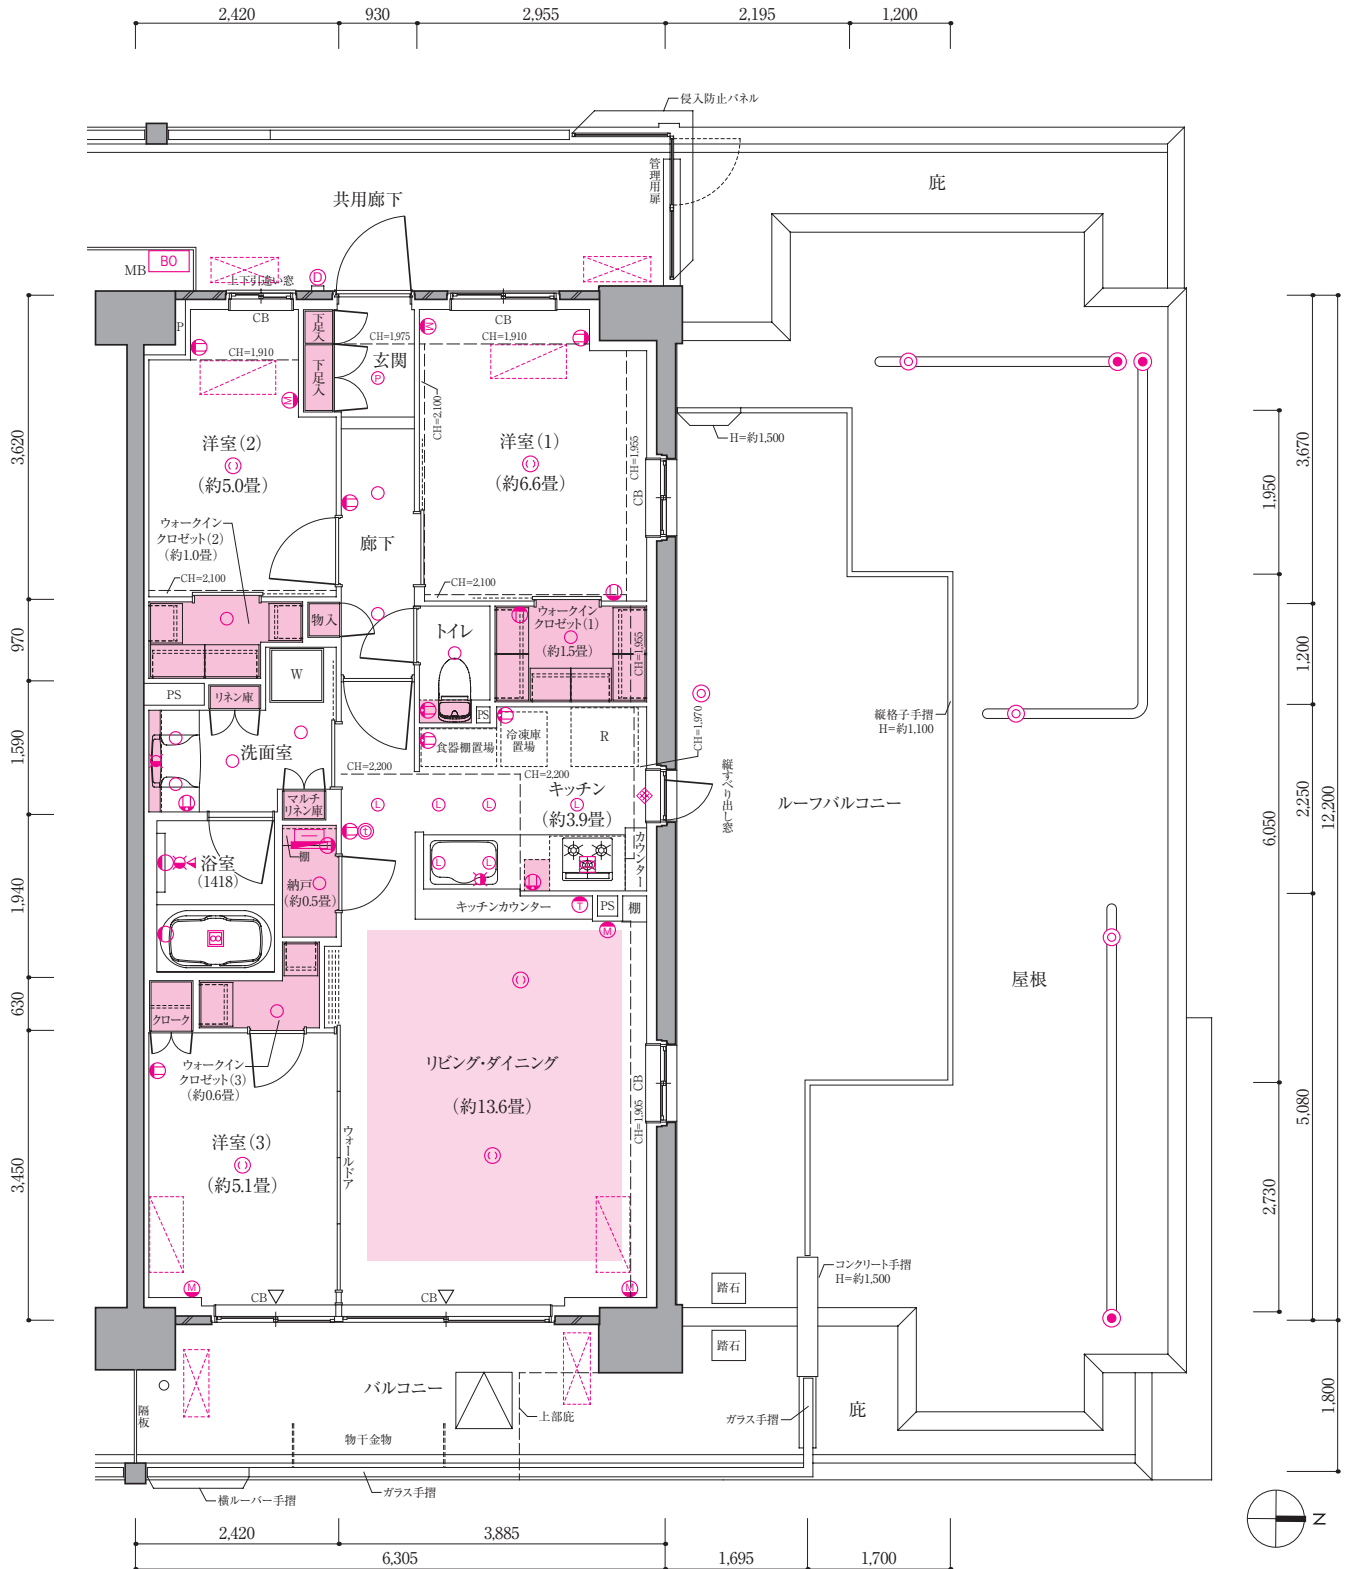 2,420
930
2,955
2,195
1,200
侵入防止パネル
管理用扉
庇
共用廊下
MB
BO
上下引違い窓
D
P
CB
下足入
CH=1,975
M
CB
CH=1,910
下足入
玄関
P
CH=1,910
M
CH=2,100
洋室(2)
(約5.0畳)
洋室(1)
(約6.6畳)
CH=1,955
CB
H=約1,500
3,620
3,670
1,950
ウォークイン
クロゼット(2)
(約1.0畳)
廊下
CH=2,100
CH=2,100
物入
トイレ
ウォークイン
クロゼット(1)
(約1.5畳)
CH=1,955
970
1,200
PS
リネン庫
W
PS
食器棚置場
冷凍庫
置場
R
CH=1,970
縦格子手摺
H=約1,100
洗面室
1,590
CH=2,200
CH=2,200
キッチン
(約3.9畳)
縦すべり出し窓
ルーフバルコニー
マルチ
リネン庫
L
L
L
L
t
2,250
12,200
6,050
棚
浴室
(1418)
納戸
(約0.5畳)
L
L
カウンター
1,940
キッチンカウンター
T
PS
棚
M
屋根
630
クローク
ウォークイン
クロゼット(3)
(約0.6畳)
リビング・ダイニング
(約13.6畳)
CB
CH=1,905
5,080
洋室(3)
(約5.1畳)
ウォールドア
3,450
2,730
コンクリート手摺
H=約1,500
M
CB
CB
M
踏石
踏石
バルコニー
隔板
上部庇
ガラス手摺
庇
1,800
物干金物
横ルーバー手摺
ガラス手摺
N
2,420
3,885
6,305
1,695
1,700